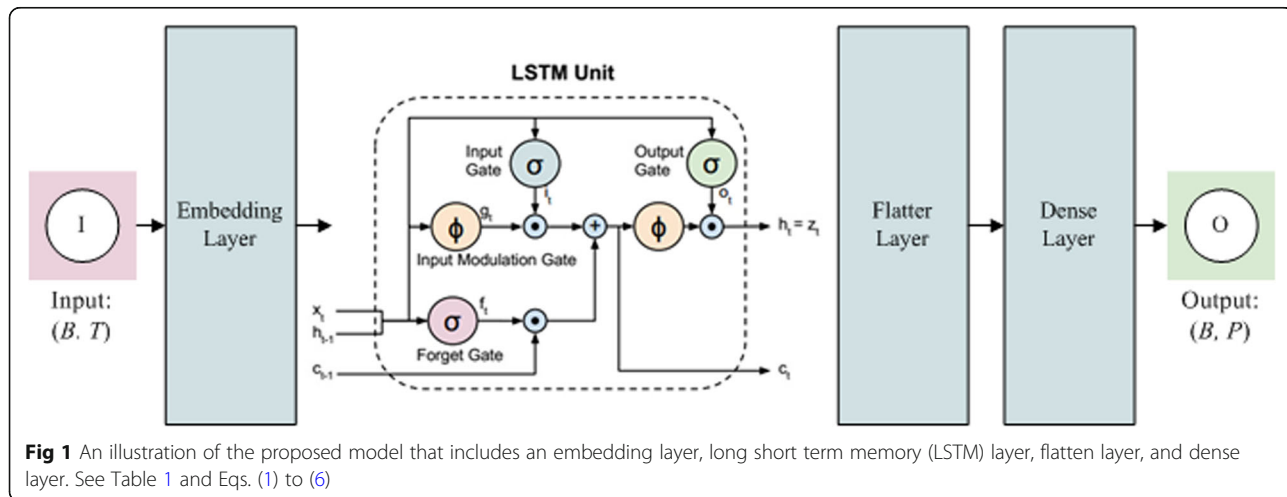 LSTM Unit
I
Input:
(B. T)
Embedding
Layer
Input
Gate
σ
Output
Gate
σ
i_t
o_t
ϕ
g_t
Input Modulation Gate
+
ϕ
h_t = z_t
x_t
h_t-1
σ
f_t
Forget Gate
c_t-1
c_t
Flatter
Layer
Dense
Layer
O
Output:
(B, P)
Fig 1 An illustration of the proposed model that includes an embedding layer, long short term memory (LSTM) layer, flatten layer, and dense
layer. See Table 1 and Eqs. (1) to (6)